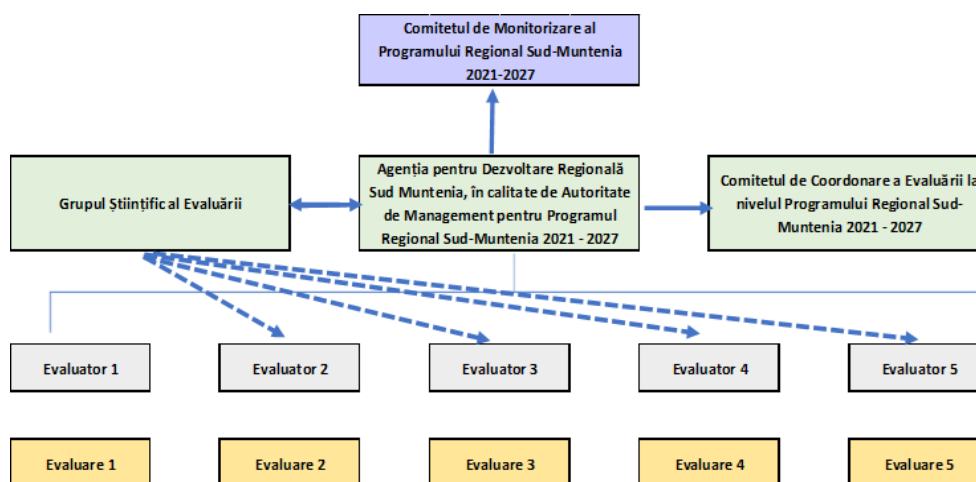 Comitetul de Monitorizare al
Programului Regional Sud-Muntenia
2021-2027
Grupul Științific al Evaluării
Agenția pentru Dezvoltare Regională
Sud Muntenia, în calitate de Autoritate
de Management pentru Programul
Regional Sud-Muntenia 2021 - 2027
Comitetul de Coordonare a Evaluării la
nivelul Programului Regional Sud-
Muntenia 2021 - 2027
Evaluator 1
Evaluator 2
Evaluator 3
Evaluator 4
Evaluator 5
Evaluare 1
Evaluare 2
Evaluare 3
Evaluare 4
Evaluare 5